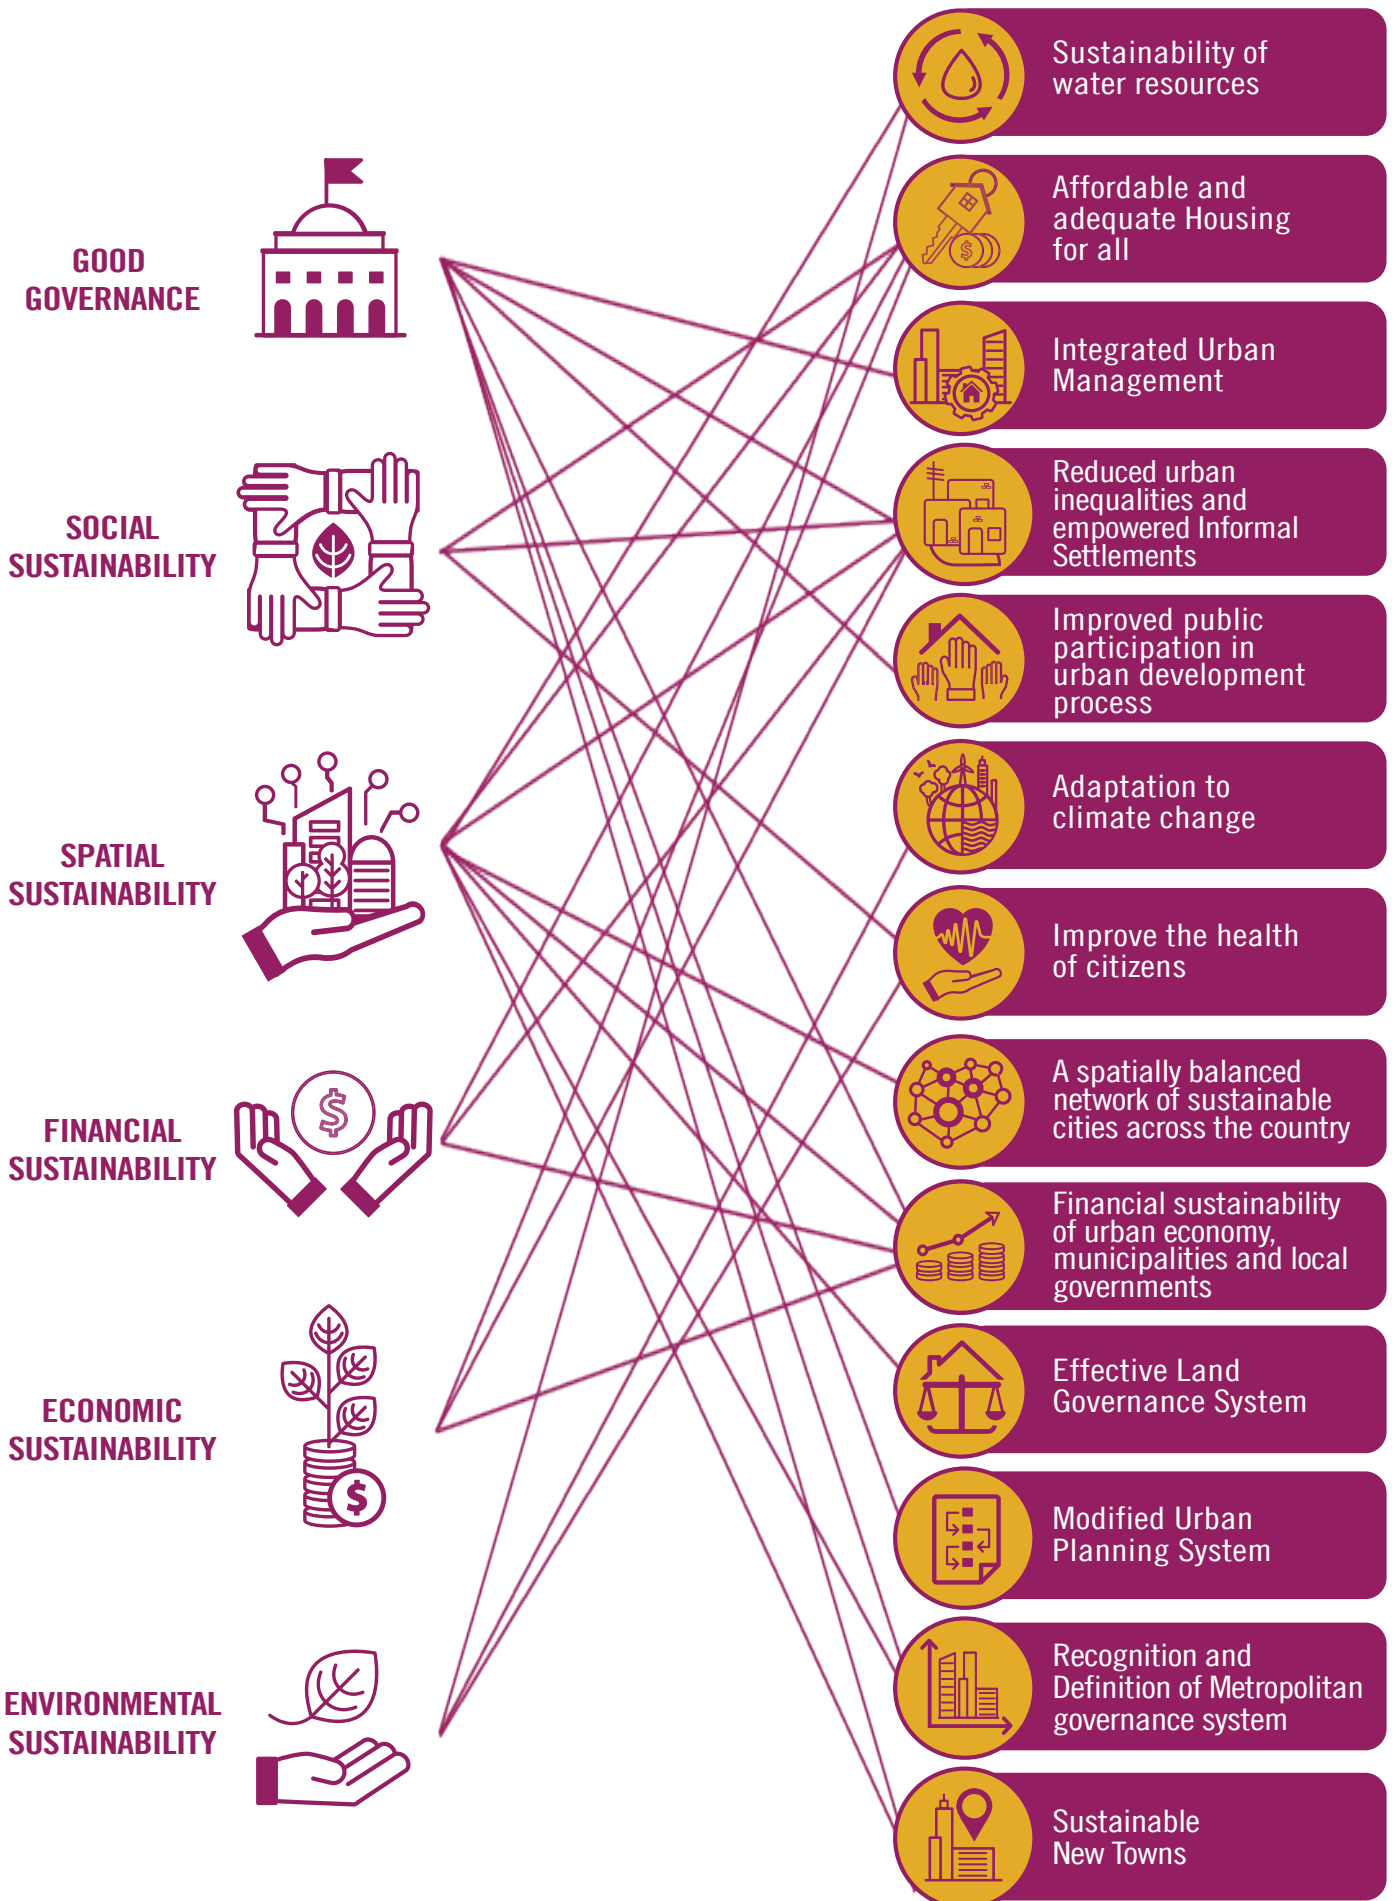 GOOD
GOVERNANCE
SOCIAL
SUSTAINABILITY
SPATIAL
SUSTAINABILITY
FINANCIAL
SUSTAINABILITY
ECONOMIC
SUSTAINABILITY
ENVIRONMENTAL
SUSTAINABILITY
Sustainability of
water resources
Affordable and
adequate Housing
for all
Integrated Urban
Management
Reduced urban
inequalities and
empowered Informal
Settlements
Improved public
participation in
urban development
process
Adaptation to
climate change
Improve the health
of citizens
A spatially balanced
network of sustainable
cities across the country
Financial sustainability
of urban economy,
municipalities and local
governments
Effective Land
Governance System
Modified Urban
Planning System
Recognition and
Definition of Metropolitan
governance system
Sustainable
New Towns